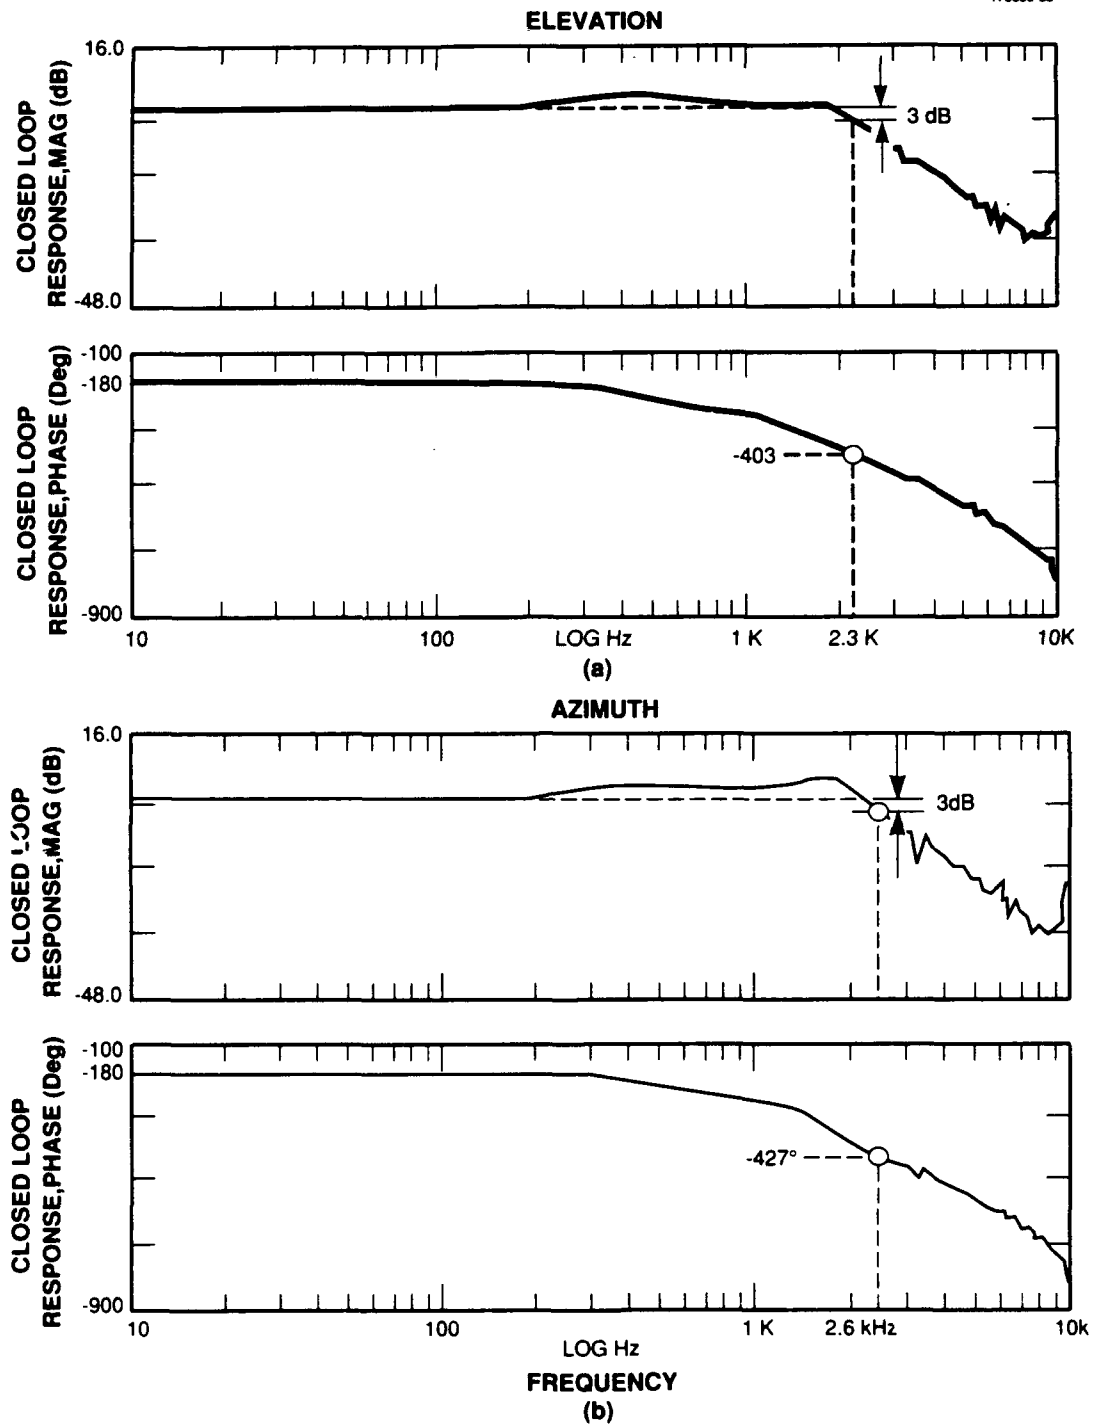 ELEVATION
16.0
CLOSED LOOP
RESPONSE,MAG (dB)
3 dB
-48.0
-100
-180
CLOSED LOOP
RESPONSE,PHASE (Deg)
-403
-900
10 100 LOG Hz 1 K 2.3 K 10K
(a)
AZIMUTH
16.0
CLOSED LOOP
RESPONSE,MAG (dB)
3dB
-48.0
-100
-180
CLOSED LOOP
RESPONSE,PHASE (Deg)
-427°
-900
10 100 1 K 2.6 kHz 10k
LOG Hz
FREQUENCY
(b)